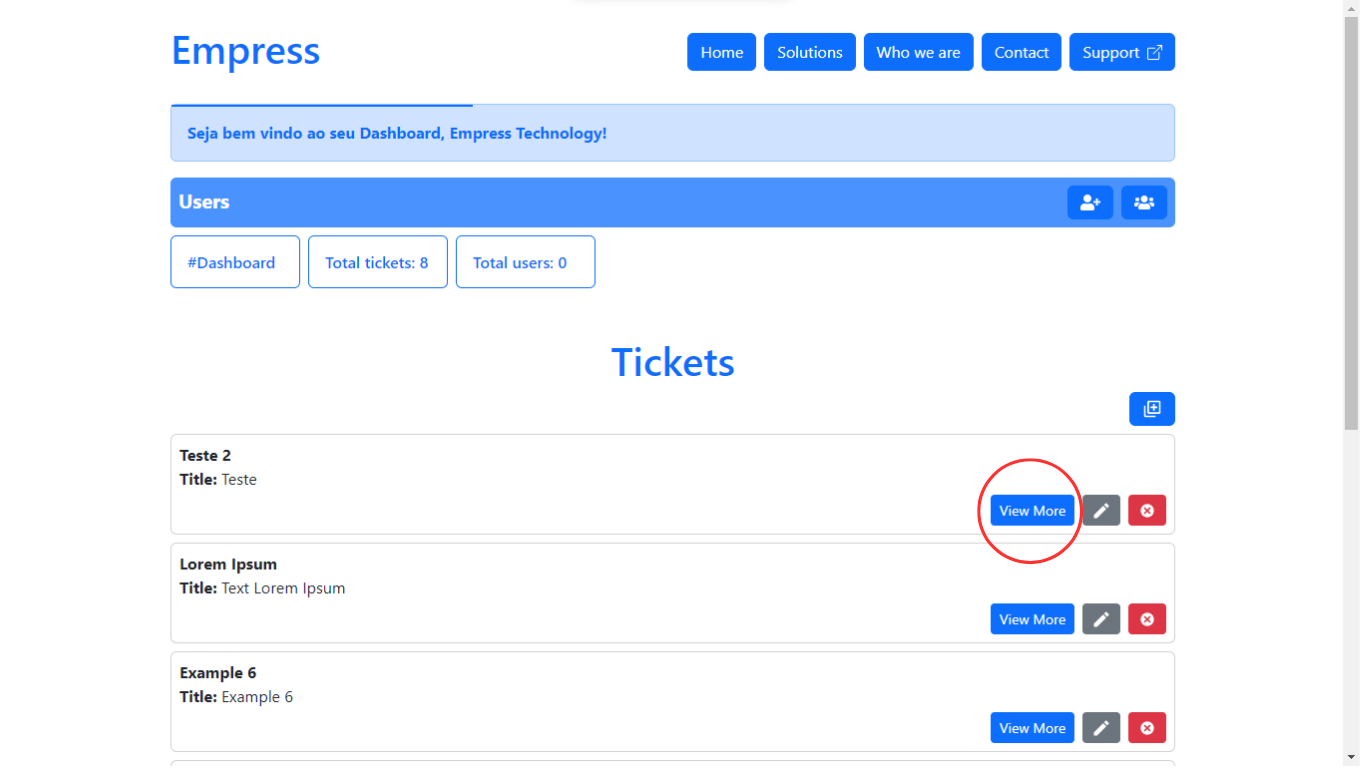 Empress
Home Solutions Who we are Contact Support
Seja bem vindo ao seu Dashboard, Empress Technology!
Users
#Dashboard Total tickets: 8 Total users: 0
Tickets
Teste 2
Title: Teste
View More
Lorem Ipsum
Title: Text Lorem Ipsum
View More
Example 6
Title: Example 6
View More